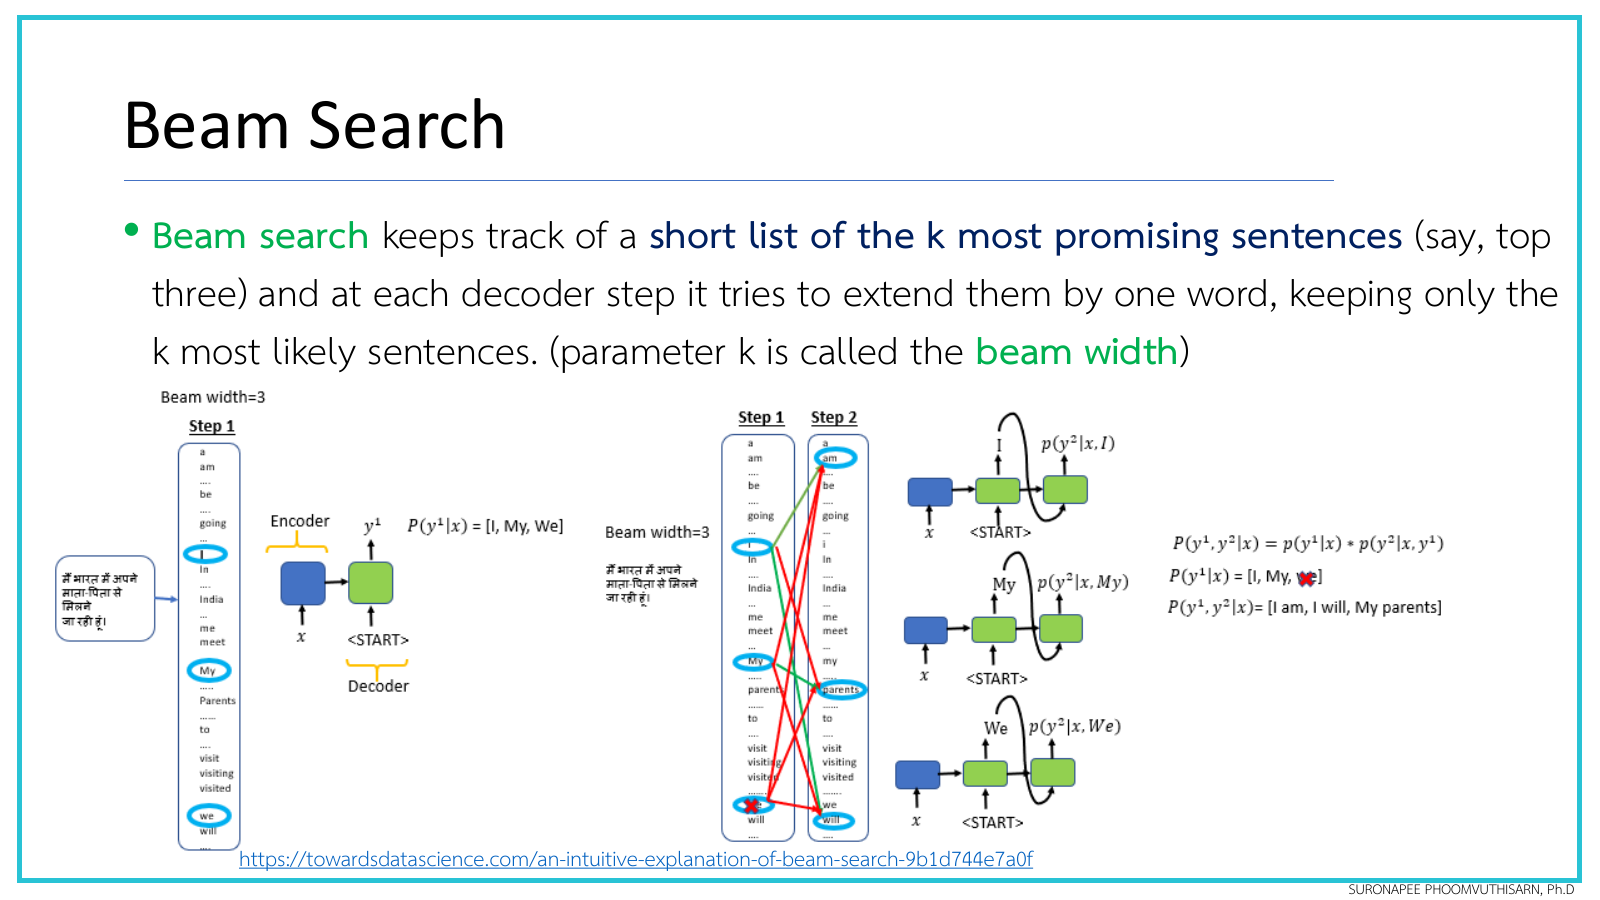 Beam Search
• Beam search keeps track of a short list of the k most promising sentences (say, top
three) and at each decoder step it tries to extend them by one word, keeping only the
k most likely sentences. (parameter k is called the beam width)
Beam width=3
Step 1
a
am
....
be
....
going
...
I
In
....
India
...
me
meet
...
My
.....
Parents
......
to
....
visit
visiting
visited
we
will
....
मैं भारत में अपने
माता-पिता से
मिलने
जा रही हूं।
Encoder
y¹
P(y¹|x) = [I, My, We]
x
<START>
Decoder
Beam width=3
मैं भारत में अपने
माता-पिता से मिलने
जा रही हूं।
Step 1
a
am
....
be
....
going
...
I
In
....
India
...
me
meet
...
My
.....
parents
......
to
....
visit
visiting
visited
.......
will
....
Step 2
a
am
....
be
....
going
...
i
In
....
India
...
me
meet
...
my
.....
parents
......
to
....
visit
visiting
visited
.......
we
will
....
I
p(y²|x, I)
x
<START>
My
p(y²|x, My)
x
<START>
We
p(y²|x, We)
x
<START>
P(y¹, y²|x) = p(y¹|x) ∗ p(y²|x, y¹)
P(y¹|x) = [I, My, we]
P(y¹, y²|x)= [I am, I will, My parents]
https://towardsdatascience.com/an-intuitive-explanation-of-beam-search-9b1d744e7a0f
SURONAPEE PHOOMVUTHISARN, Ph.D